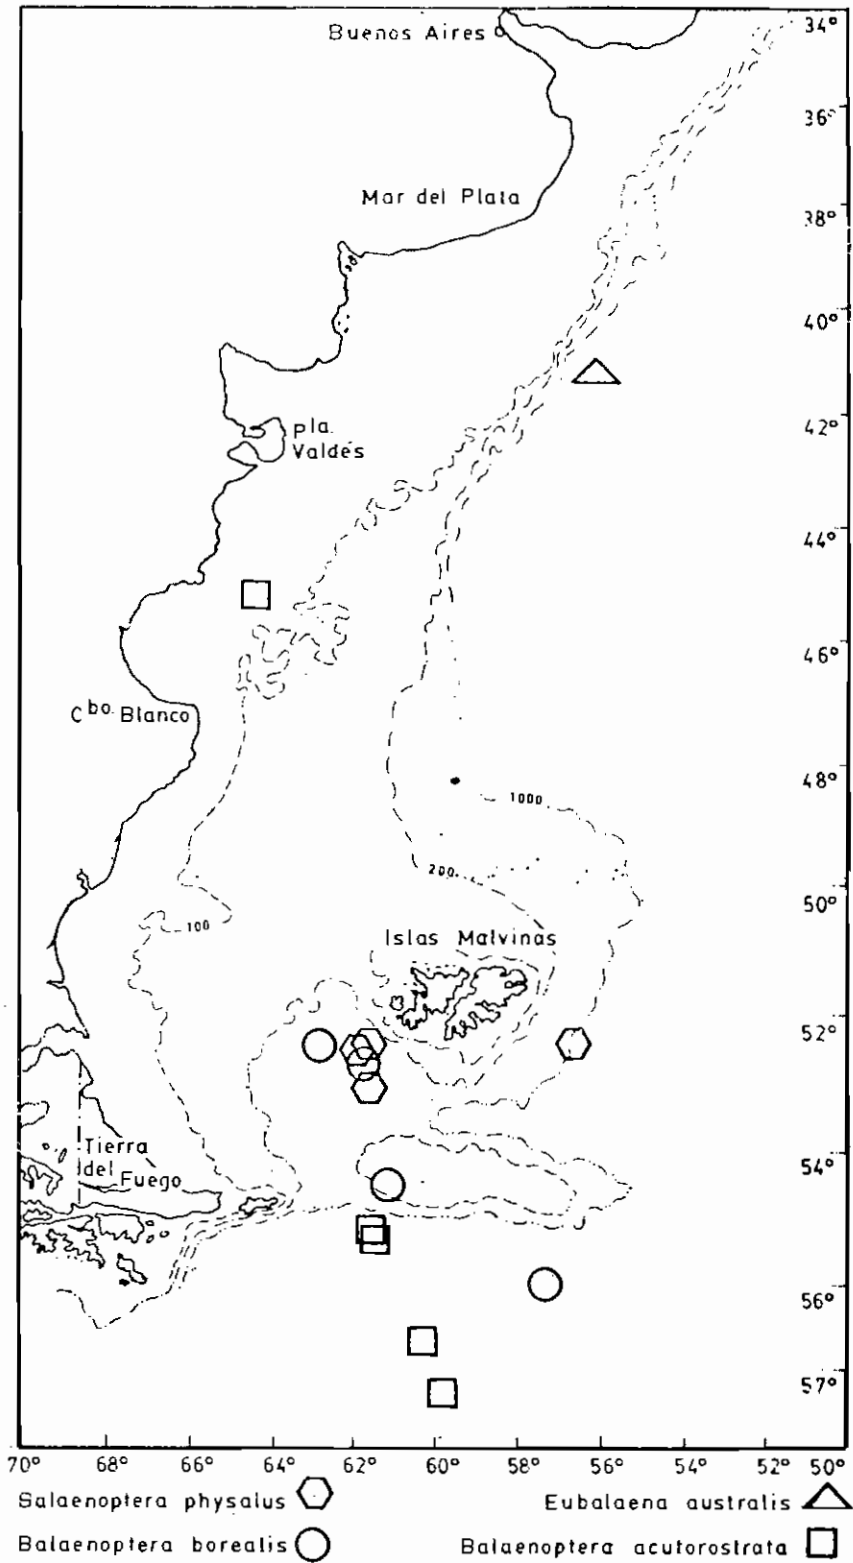 Buenos Aires
34°
36°
Mar del Plata
38°
40°
pla.
Valdés
42°
44°
46°
Cbo. Blanco
48°
1000
200
50°
100
Islas Malvinas
52°
Tierra
del
Fuego
54°
56°
57°
70° 68° 66° 64° 62° 60° 58° 56° 54° 52° 50°
Salaenoptera physalus
Eubalaena australis
Balaenoptera borealis
Balaenoptera acutorostrata